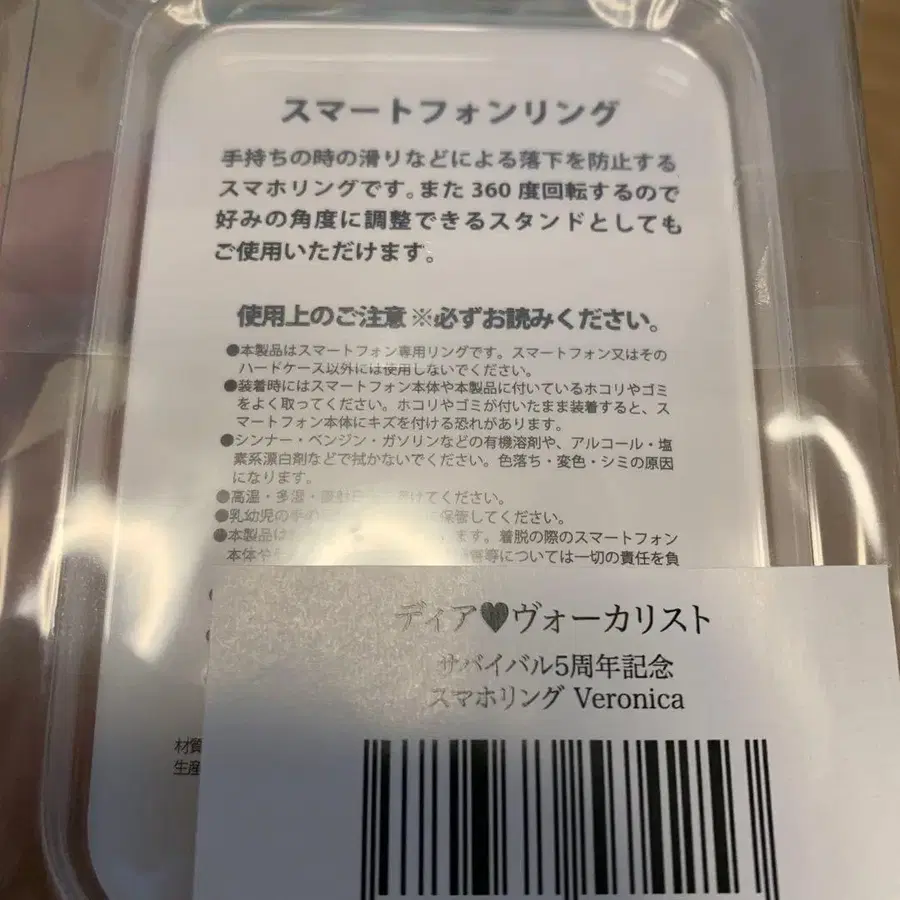 スマートフォンリング
手持ちの時の滑りなどによる落下を防止する
スマホリングです。また 360 度回転するので
好みの角度に調整できるスタンドとしても
ご使用いただけます。
使用上のご注意 ※必ずお読みください。
●本製品はスマートフォン専用リングです。スマートフォン又はその
ハードケース以外には使用しないでください。
●装着時にはスマートフォン本体や本製品に付いているホコリやゴミ
をよく取ってください。ホコリやゴミが付いたまま装着すると、ス
マートフォン本体にキズを付ける恐れがあります。
●シンナー・ベンジン・ガソリンなどの有機溶剤や、アルコール・塩
素系漂白剤などで拭かないでください。色落ち・変色・シミの原因
になります。
●高温・多湿・直射日 けてください。
●乳幼児の手の に保管してください。
●本製品は ます。着脱の際のスマートフォン
本体や 等については一切の責任を負
ディア♥ヴォーカリスト
サバイバル5周年記念
スマホリング Veronica
材質
生産